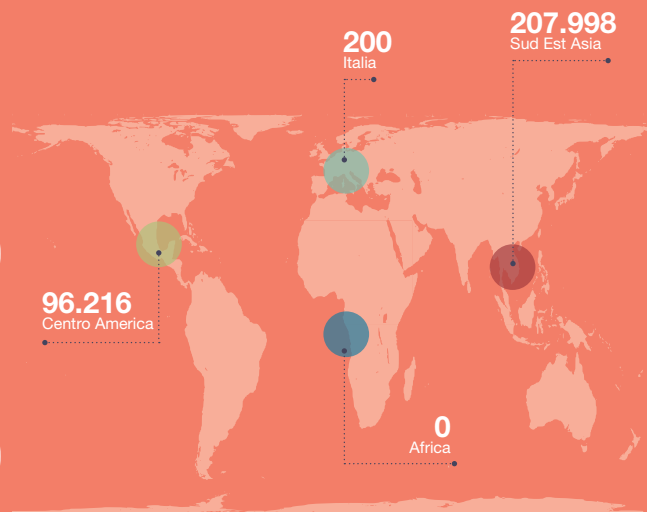 207.998
Sud Est Asia
200
Italia
96.216
Centro America
0
Africa